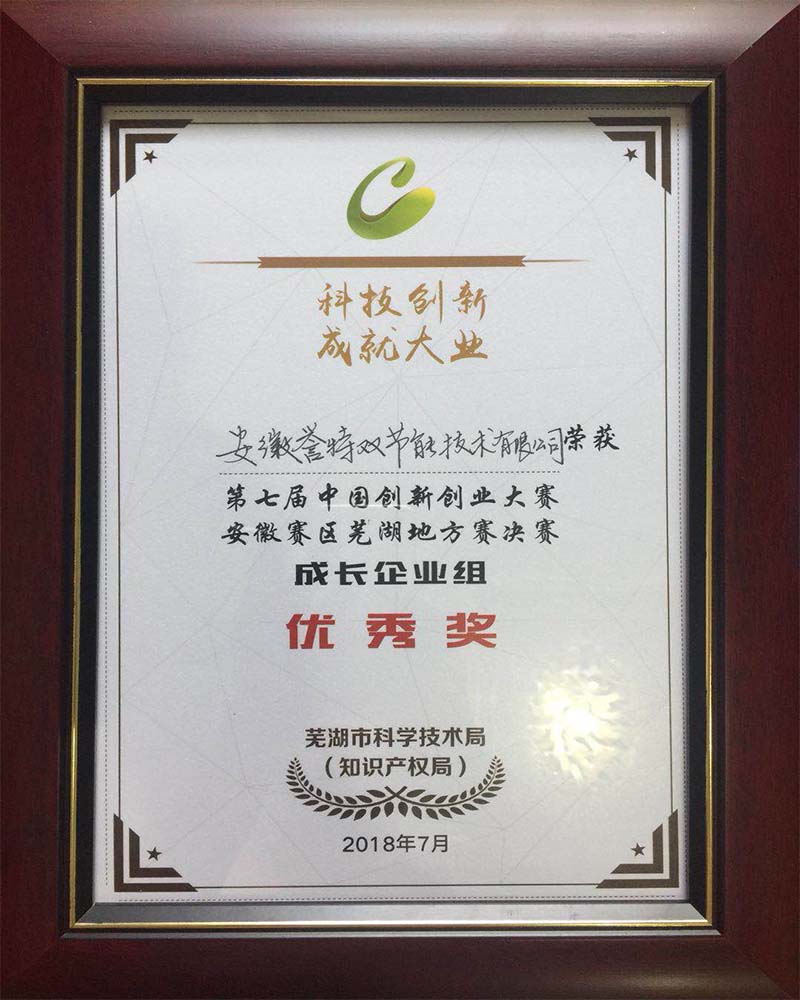 科技创新
成就大业
安徽誉特双节能技术有限公司荣获
第七届中国创新创业大赛
安徽赛区芜湖地方赛决赛
成长企业组
优秀奖
芜湖市科学技术局
（知识产权局）
2018年7月